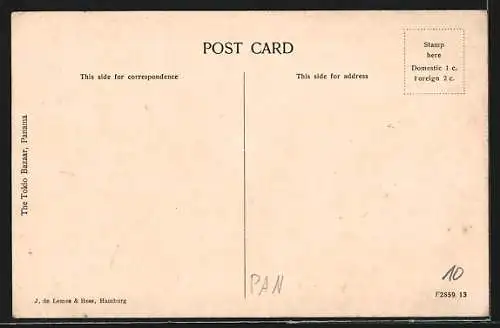 POST CARD
Stamp
here
Domestic 1 c.
Foreign 2 c.
This side for correspondence
This side for address
The Tokio Bazaar, Panama
PAN
10
J. de Lemos & Bose, Hamburg
F2859 13